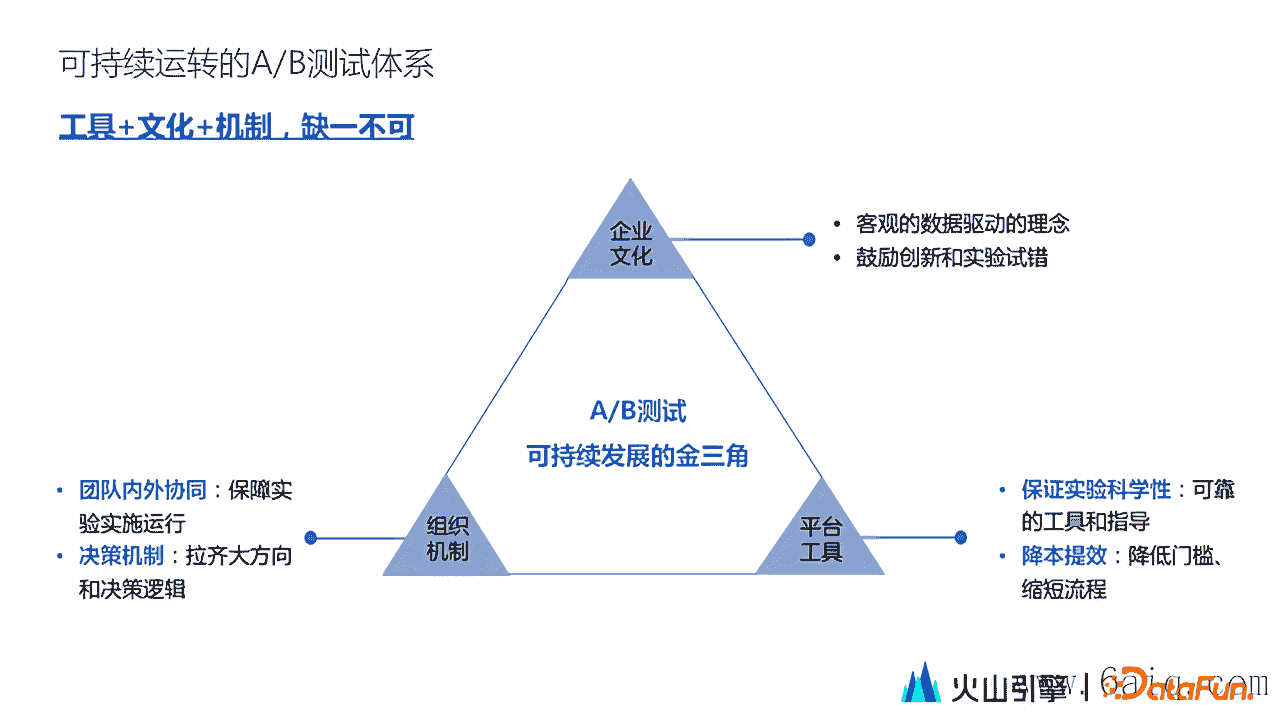 可持续运转的A/B测试体系
工具+文化+机制，缺一不可
企业
文化
• 客观的数据驱动的理念
• 鼓励创新和实验试错
A/B测试
可持续发展的金三角
• 团队内外协同：保障实
验实施运行
• 决策机制：拉齐大方向
和决策逻辑
组织
机制
平台
工具
• 保证实验科学性：可靠
的工具和指导
• 降本提效：降低门槛、
缩短流程
火山引擎 | DataFun.
www.6aiq.com